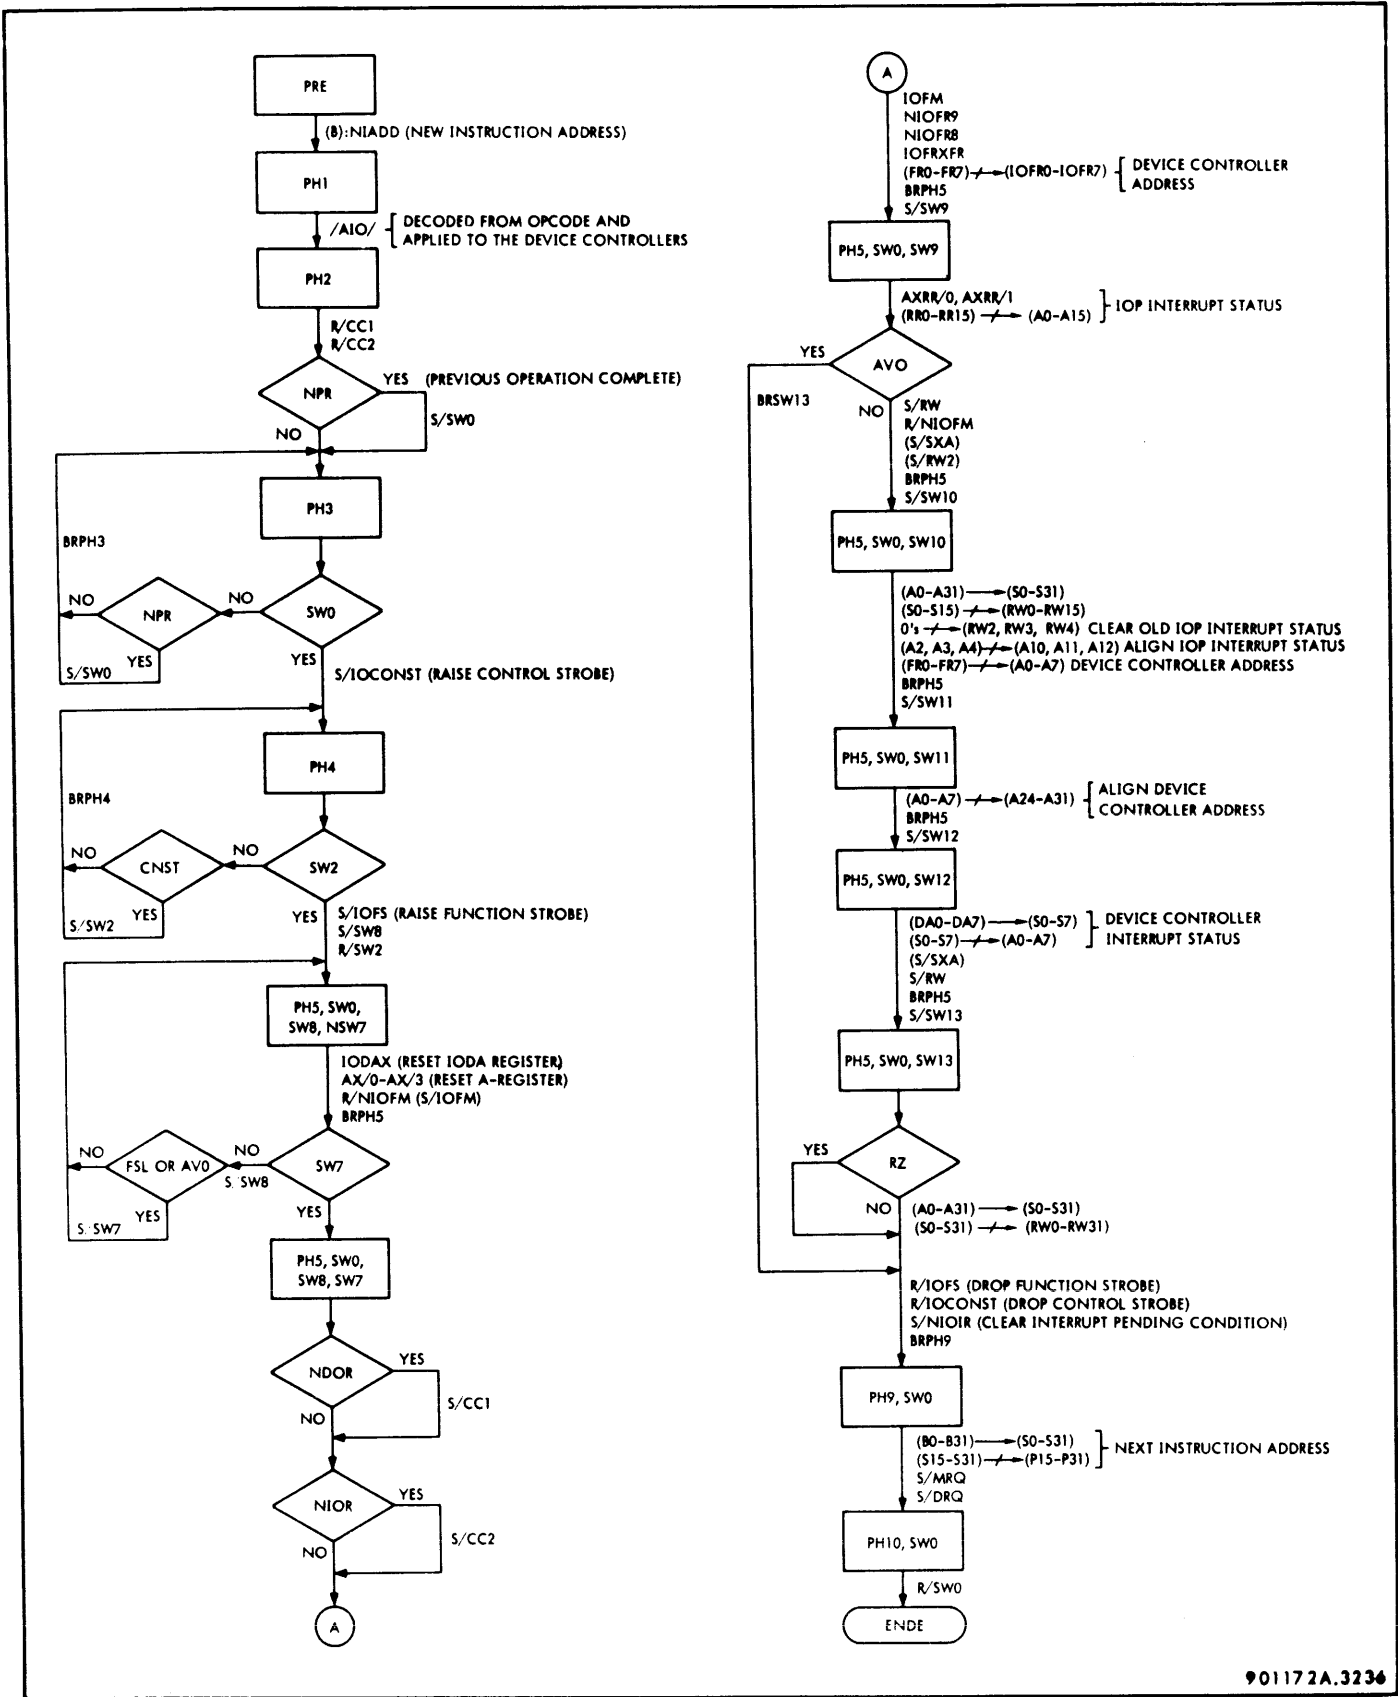 PRE
(B):NIADD (NEW INSTRUCTION ADDRESS)
PH1
/AIO/ { DECODED FROM OPCODE AND
APPLIED TO THE DEVICE CONTROLLERS
PH2
R/CC1
R/CC2
NPR
YES (PREVIOUS OPERATION COMPLETE)
S/SW0
NO
PH3
BRPH3
NO
NPR
NO
SW0
YES
YES
S/SW0
S/IOCONST (RAISE CONTROL STROBE)
PH4
BRPH4
NO
CNST
NO
SW2
YES
YES
S/SW2
S/IOFS (RAISE FUNCTION STROBE)
S/SW8
R/SW2
PH5, SW0,
SW8, NSW7
IODAX (RESET IODA REGISTER)
AX/0-AX/3 (RESET A-REGISTER)
R/NIOFM (S/IOFM)
BRPH5
NO
FSL OR AV0
NO
S/SW8
SW7
YES
YES
S/SW7
PH5, SW0,
SW8, SW7
NDOR
YES
S/CC1
NO
NIOR
YES
S/CC2
NO
A
A
IOFM
NIOFR9
NIOFR8
IOFRXFR
(FR0-FR7) ⇸ (IOFR0-IOFR7) { DEVICE CONTROLLER
ADDRESS
BRPH5
S/SW9
PH5, SW0, SW9
AXRR/0, AXRR/1
(RR0-RR15) ⇸ (A0-A15) } IOP INTERRUPT STATUS
YES
AVO
BRSW13
NO
S/RW
R/NIOFM
(S/SXA)
(S/RW2)
BRPH5
S/SW10
PH5, SW0, SW10
(A0-A31) → (S0-S31)
(S0-S15) ⇸ (RW0-RW15)
0's ⇸ (RW2, RW3, RW4) CLEAR OLD IOP INTERRUPT STATUS
(A2, A3, A4) ⇸ (A10, A11, A12) ALIGN IOP INTERRUPT STATUS
(FR0-FR7) ⇸ (A0-A7) DEVICE CONTROLLER ADDRESS
BRPH5
S/SW11
PH5, SW0, SW11
(A0-A7) ⇸ (A24-A31) { ALIGN DEVICE
CONTROLLER ADDRESS
BRPH5
S/SW12
PH5, SW0, SW12
(DA0-DA7) → (S0-S7) } DEVICE CONTROLLER
(S0-S7) ⇸ (A0-A7) INTERRUPT STATUS
(S/SXA)
S/RW
BRPH5
S/SW13
PH5, SW0, SW13
YES
RZ
NO
(A0-A31) → (S0-S31)
(S0-S31) ⇸ (RW0-RW31)
R/IOFS (DROP FUNCTION STROBE)
R/IOCONST (DROP CONTROL STROBE)
S/NIOIR (CLEAR INTERRUPT PENDING CONDITION)
BRPH9
PH9, SW0
(B0-B31) → (S0-S31)
(S15-S31) ⇸ (P15-P31) } NEXT INSTRUCTION ADDRESS
S/MRQ
S/DRQ
PH10, SW0
R/SW0
ENDE
901172A.3236